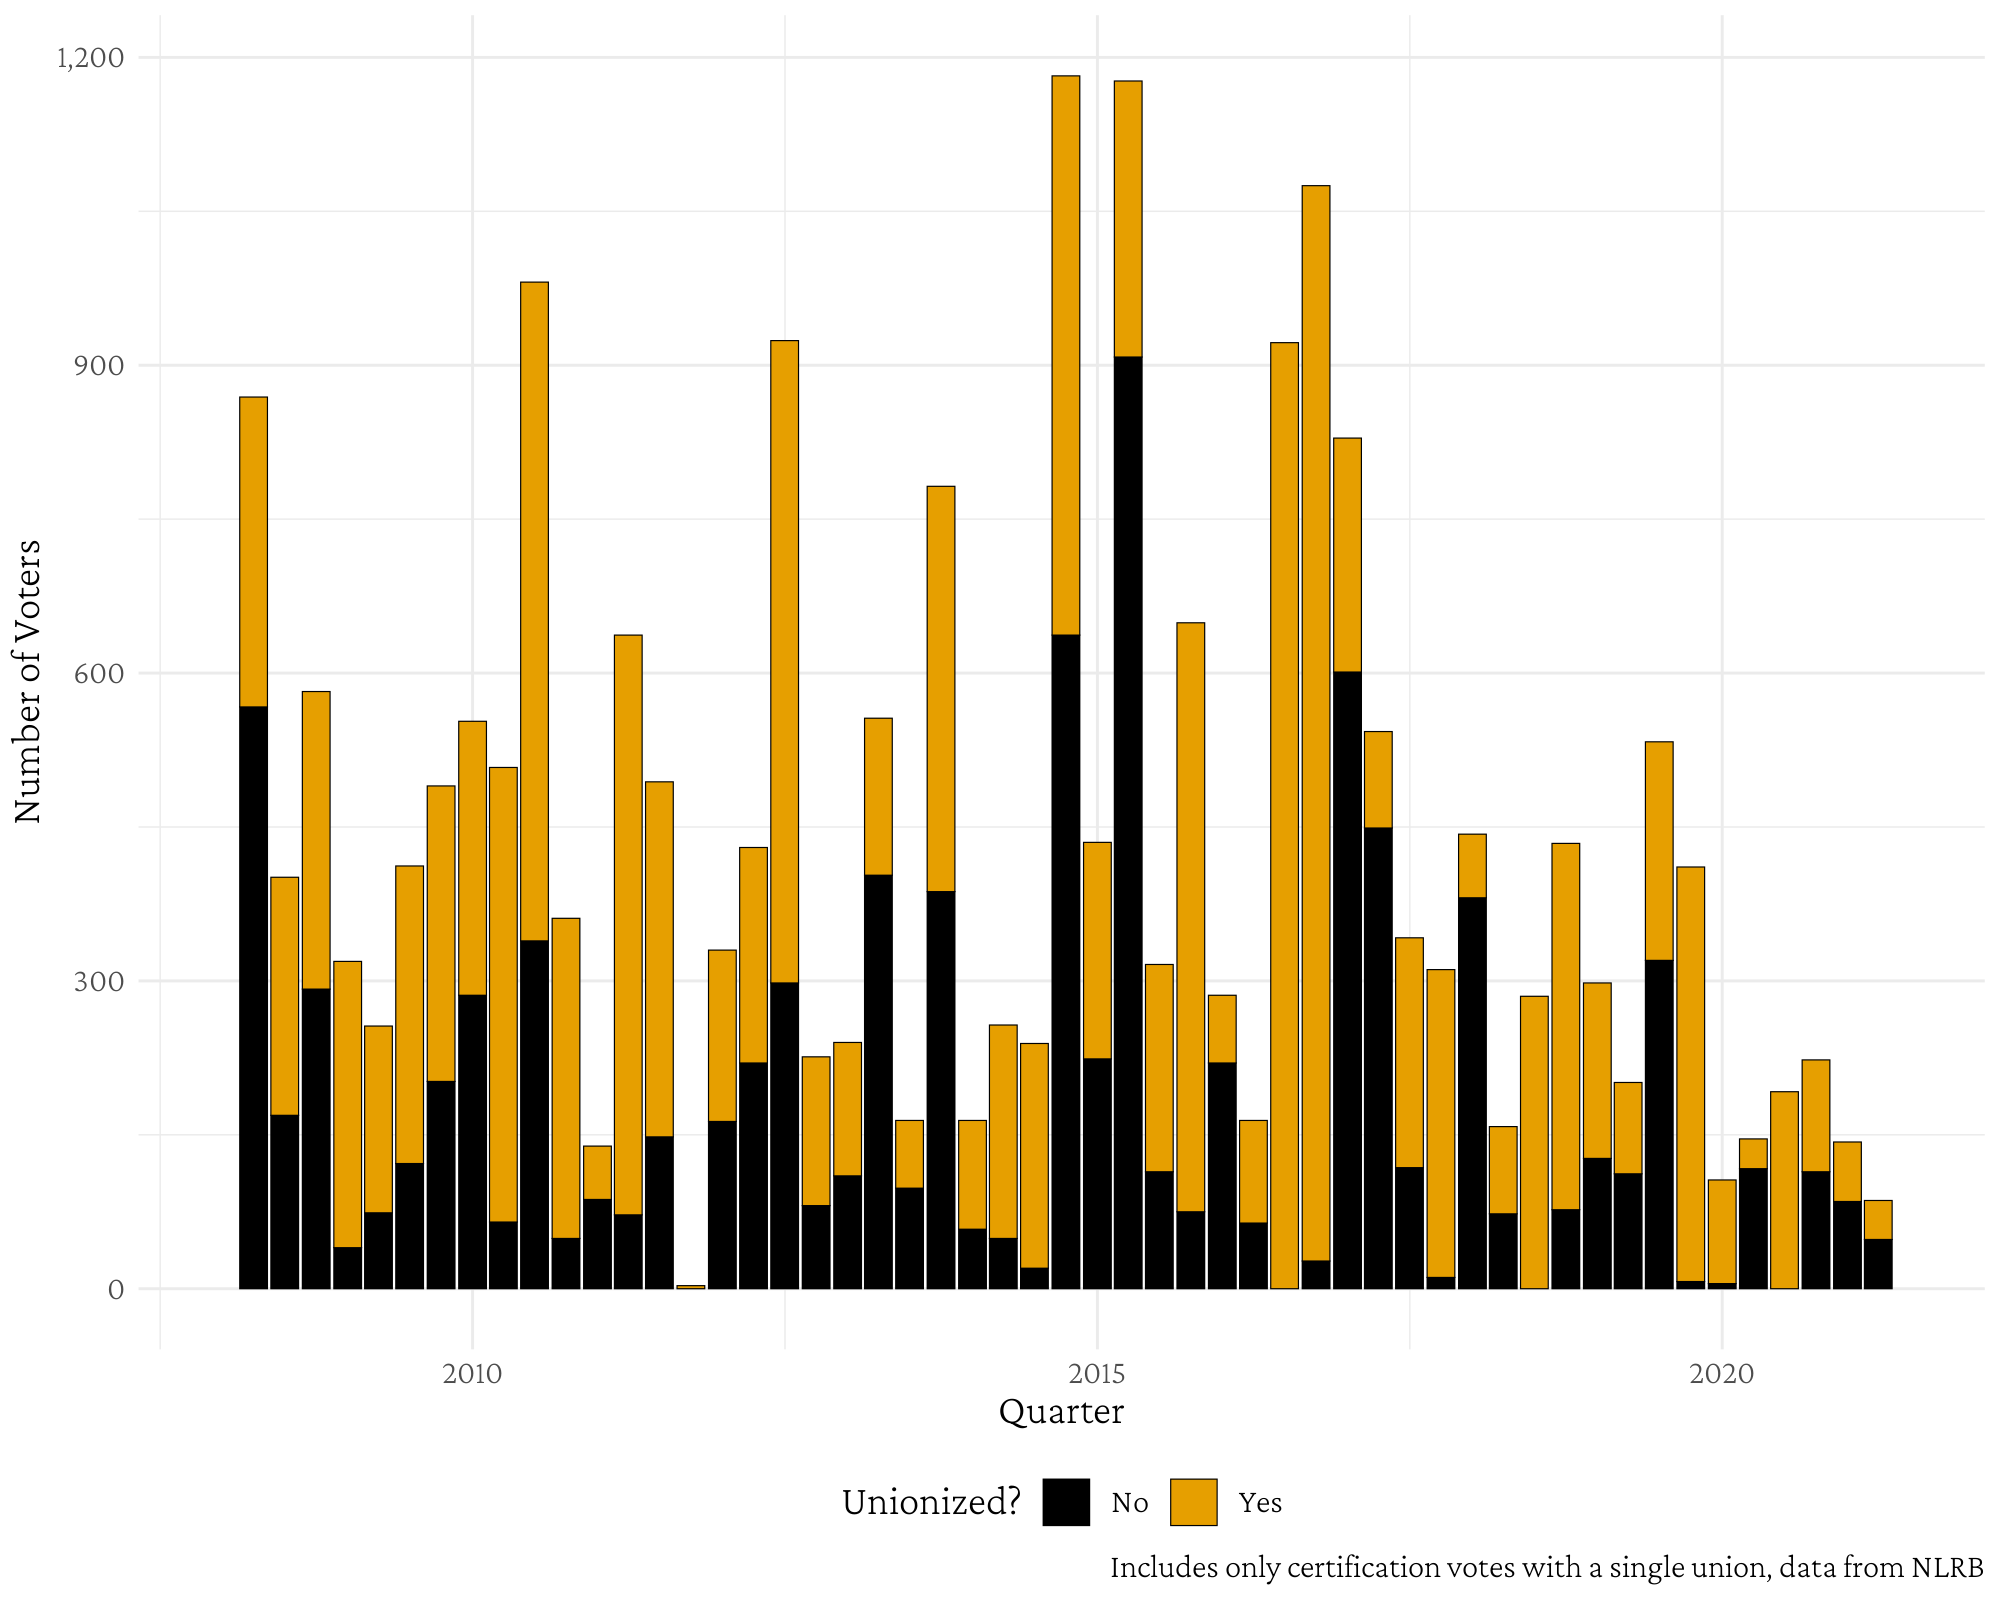 1,200
900
600
300
0
Number of Voters
2010
2015
2020
Quarter
Unionized?
No
Yes
Includes only certification votes with a single union, data from NLRB